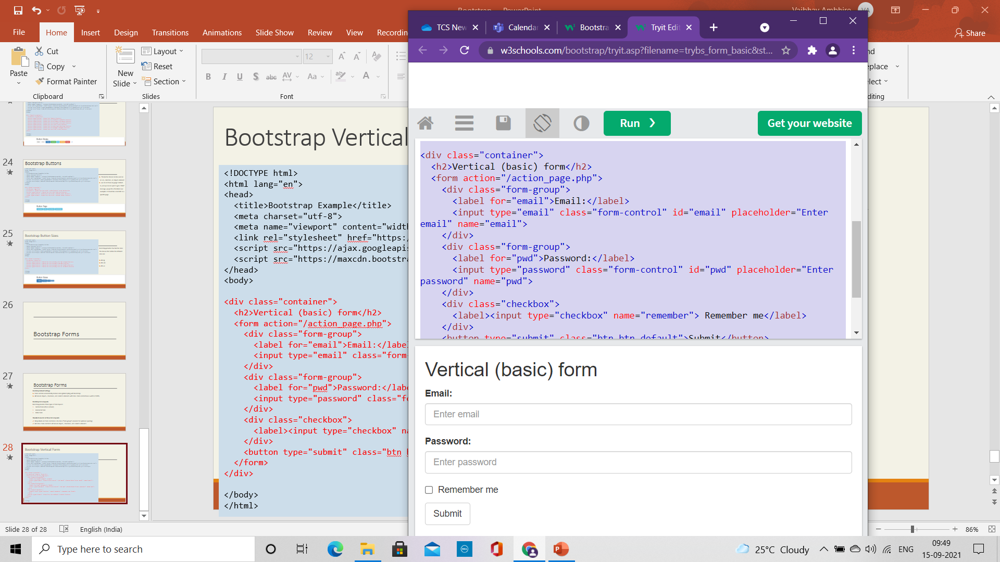 Vaibhav Ambhire VA
File Home Insert Design Transitions Animations Slide Show Review View Share
Paste Cut Copy Format Painter
Clipboard
New Slide Layout Reset Section
Slides
12
B I U S abc AV Aa A
Font
TCS New Calenda Bootstra Tryit Edit
w3schools.com/bootstrap/tryit.asp?filename=trybs_form_basic&st...
Run ❯
Get your website
<div class="container">
<h2>Vertical (basic) form</h2>
<form action="/action_page.php">
<div class="form-group">
<label for="email">Email:</label>
<input type="email" class="form-control" id="email" placeholder="Enter
email" name="email">
</div>
<div class="form-group">
<label for="pwd">Password:</label>
<input type="password" class="form-control" id="pwd" placeholder="Enter
password" name="pwd">
</div>
<div class="checkbox">
<label><input type="checkbox" name="remember"> Remember me</label>
</div>
<button type="submit" class="btn btn-default">Submit</button>
Vertical (basic) form
Email:
Enter email
Password:
Enter password
Remember me
Submit
24
Bootstrap Buttons
25
Bootstrap Button Sizes
26
Bootstrap Forms
27
Bootstrap Forms
28
Bootstrap Vertical Form
Bootstrap Vertical
<!DOCTYPE html>
<html lang="en">
<head>
<title>Bootstrap Example</title>
<meta charset="utf-8">
<meta name="viewport" content="widt
<link rel="stylesheet" href="https:
<script src="https://ajax.googleapis
<script src="https://maxcdn.bootstra
</head>
<body>
<div class="container">
<h2>Vertical (basic) form</h2>
<form action="/action_page.php">
<div class="form-group">
<label for="email">Email:</labe
<input type="email" class="form-
</div>
<div class="form-group">
<label for="pwd">Password:</labe
<input type="password" class="fo
</div>
<div class="checkbox">
<label><input type="checkbox" na
</div>
<button type="submit" class="btn
</form>
</div>
</body>
</html>
Slide 28 of 28 English (India) 86%
Type here to search
25°C Cloudy ENG 09:49
15-09-2021